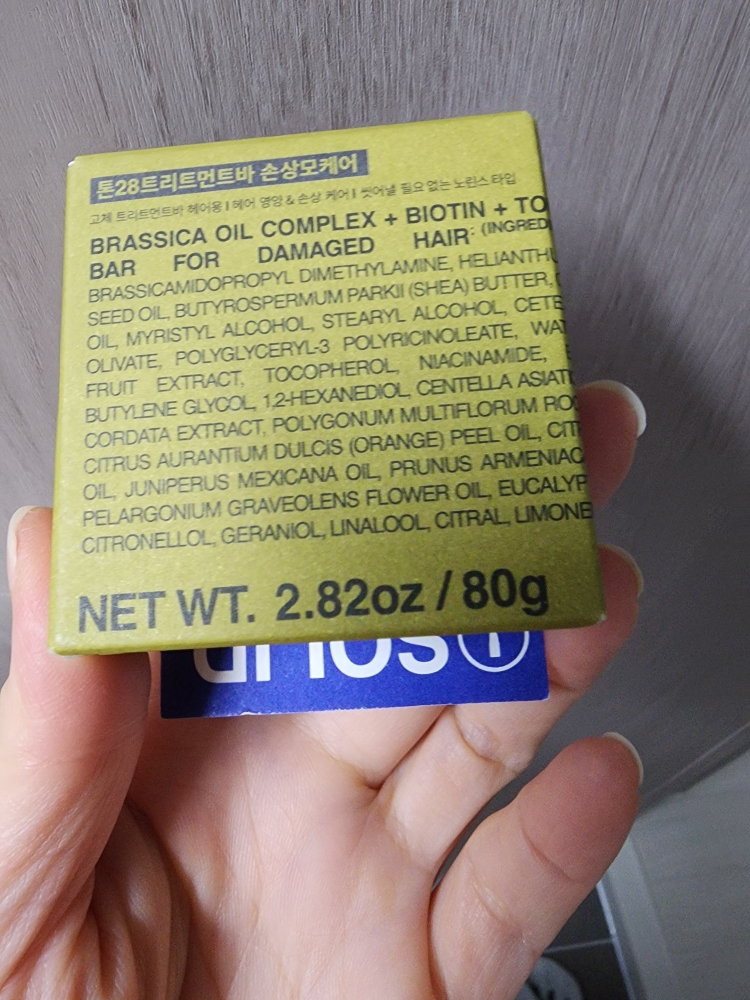 톤28트리트먼트바 손상모케어
고체 트리트먼트바 헤어용 I 헤어 영양 & 손상 케어 I 씻어낼 필요 없는 노린스 타입
BRASSICA OIL COMPLEX + BIOTIN + TO
BAR FOR DAMAGED HAIR: (INGREDI
BRASSICAMIDOPROPYL DIMETHYLAMINE, HELIANTHU
SEED OIL, BUTYROSPERMUM PARKII (SHEA) BUTTER,
OIL, MYRISTYL ALCOHOL, STEARYL ALCOHOL, CETE
OLIVATE, POLYGLYCERYL-3 POLYRICINOLEATE, WAT
FRUIT EXTRACT, TOCOPHEROL, NIACINAMIDE,
BUTYLENE GLYCOL, 1,2-HEXANEDIOL, CENTELLA ASIATI
CORDATA EXTRACT, POLYGONUM MULTIFLORUM ROO
CITRUS AURANTIUM DULCIS (ORANGE) PEEL OIL, CIT
OIL, JUNIPERUS MEXICANA OIL, PRUNUS ARMENIAC
PELARGONIUM GRAVEOLENS FLOWER OIL, EUCALYP
CITRONELLOL, GERANIOL, LINALOOL, CITRAL, LIMONE
NET WT. 2.82oz / 80g